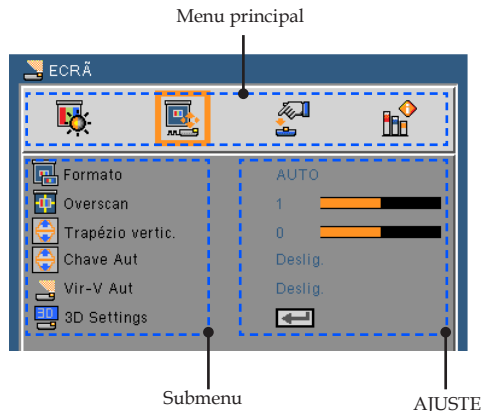 Menu principal
ECRÃ
Formato AUTO
Overscan 1
Trapézio vertic. 0
Chave Aut Deslig.
Vir-V Aut Deslig.
3D 3D Settings
Submenu
AJUSTE